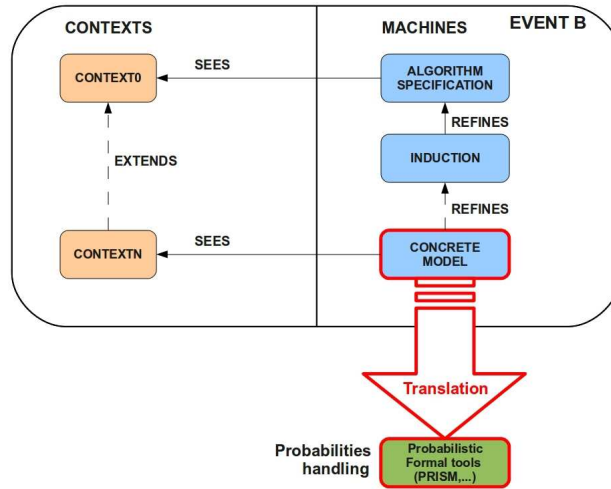 EVENT B
CONTEXTS
MACHINES
CONTEXT0
SEES
ALGORITHM
SPECIFICATION
REFINES
EXTENDS
INDUCTION
REFINES
CONTEXTN
SEES
CONCRETE
MODEL
Translation
Probabilities
handling
Probabilistic
Formal tools
(PRISM,...)